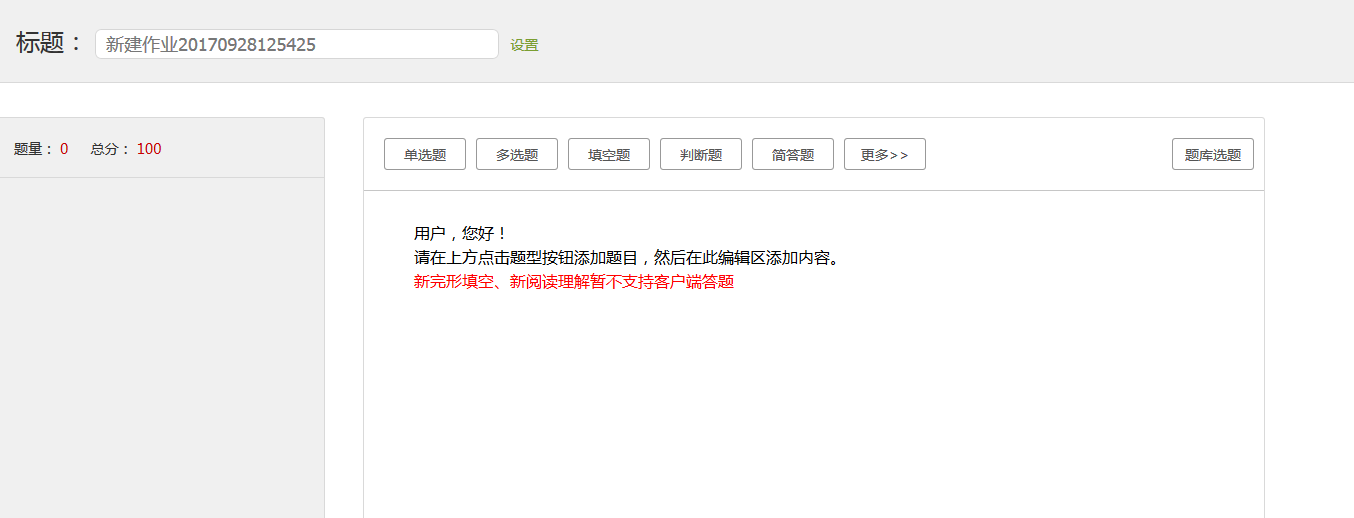 标题： 新建作业20170928125425 设置
题量： 0 总分： 100
单选题 多选题 填空题 判断题 简答题 更多>> 题库选题
用户，您好！
请在上方点击题型按钮添加题目，然后在此编辑区添加内容。
新完形填空、新阅读理解暂不支持客户端答题